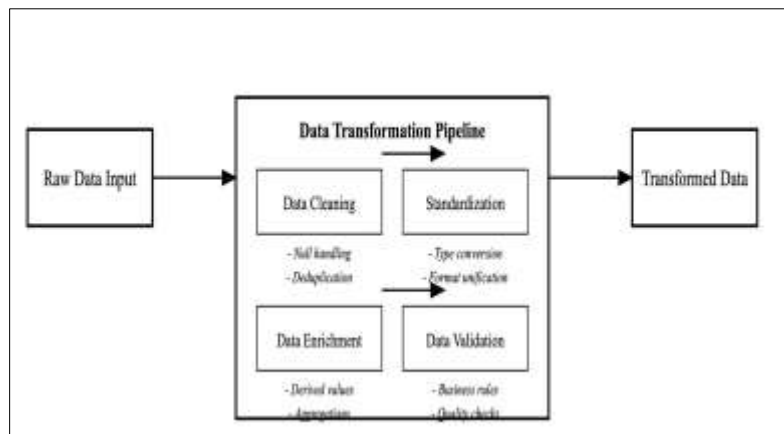 Data Transformation Pipeline
Raw Data Input
Transformed Data
Data Cleaning
Standardization
- Null handling
- Type conversion
- Deduplication
- Format unification
Data Enrichment
Data Validation
- Derived values
- Business rules
- Aggregations
- Quality checks